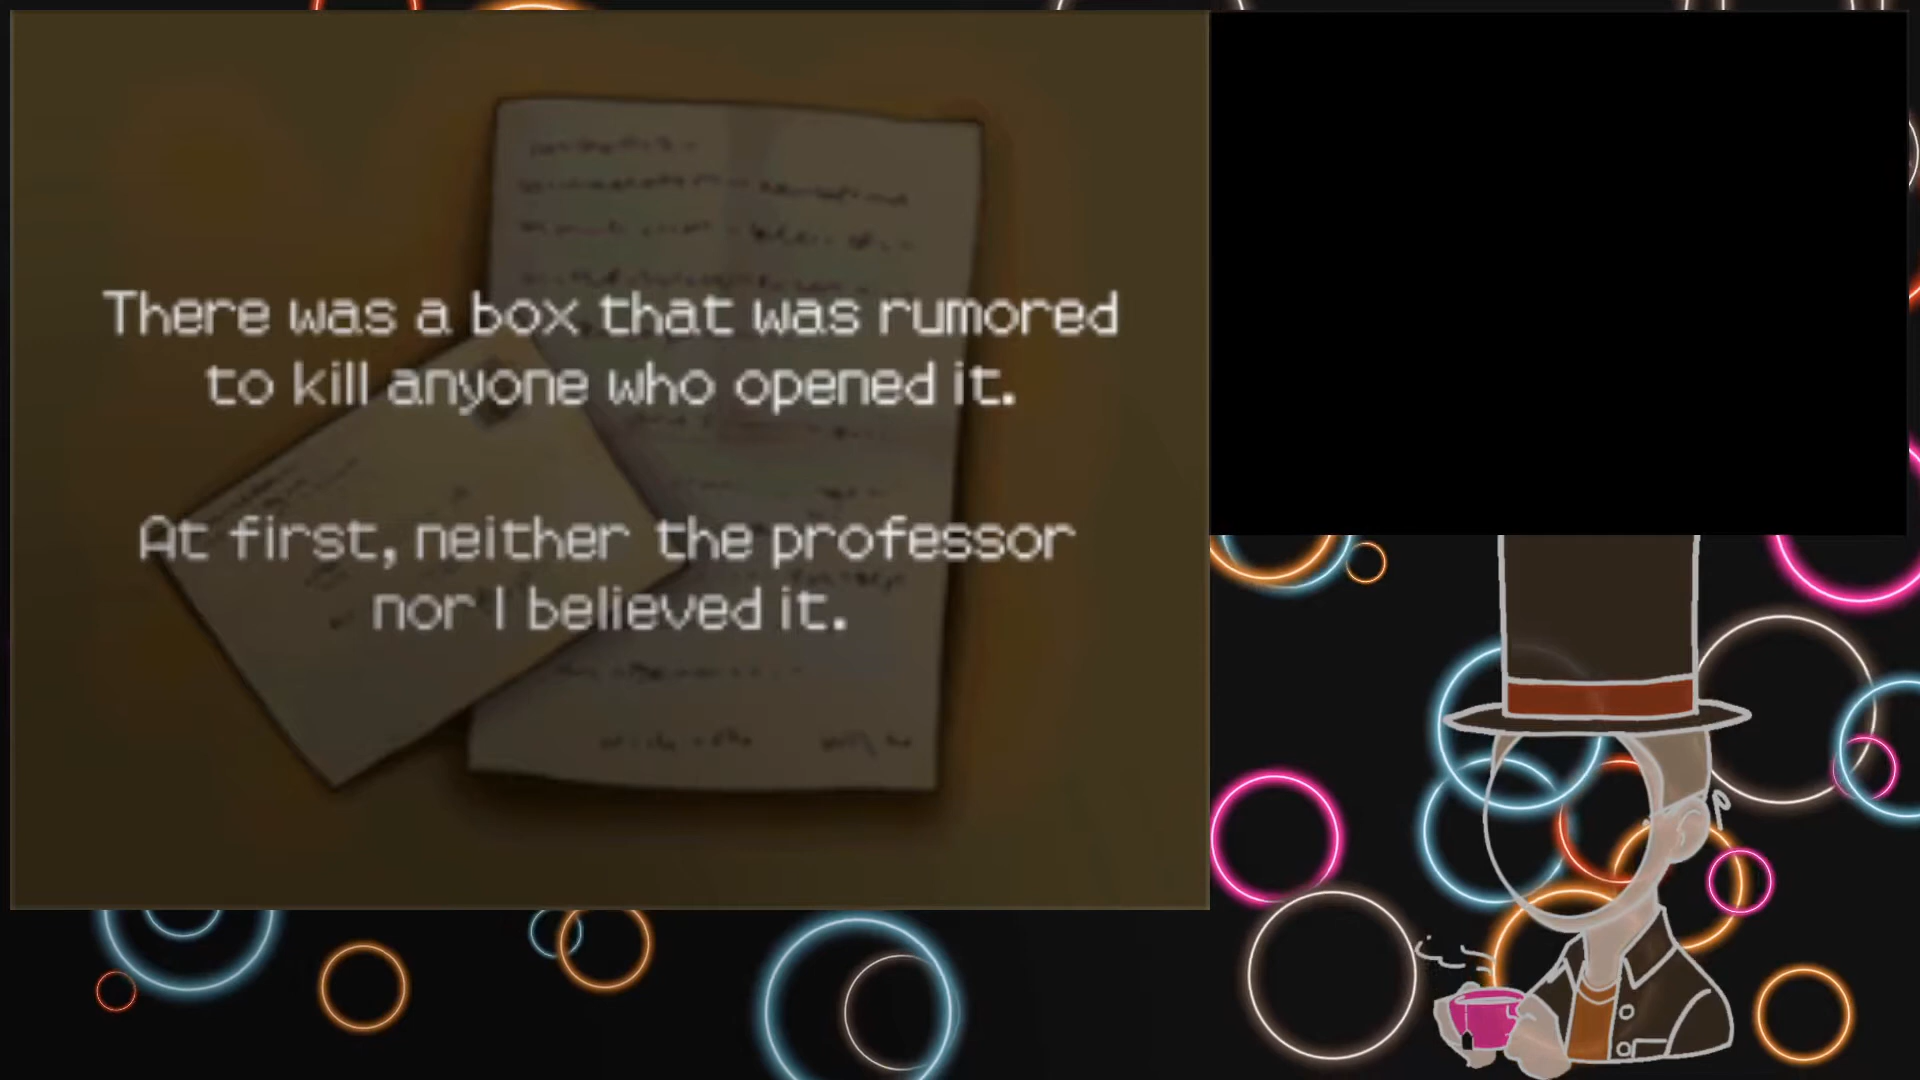 There was a box that was rumored
to kill anyone who opened it.
At first, neither the professor
nor I believed it.